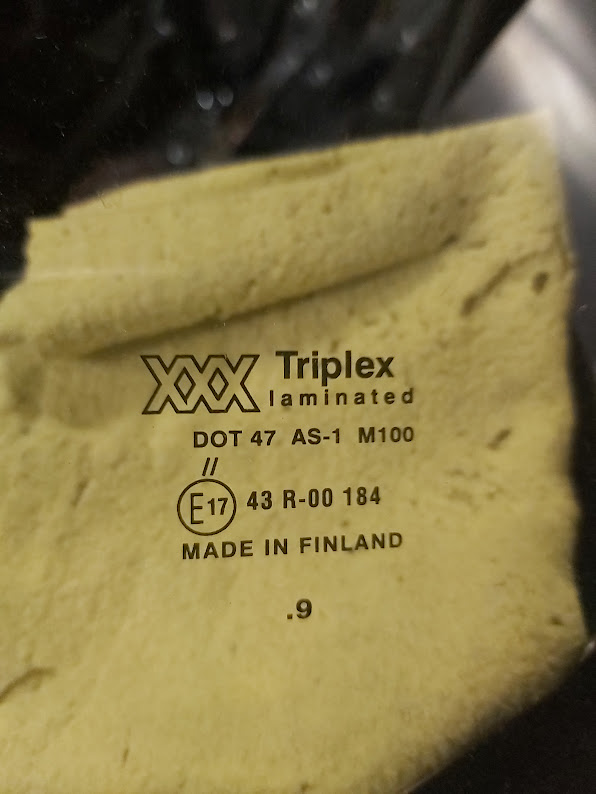 XXX Triplex
laminated
DOT 47 AS-1 M100
//
E17 43 R-00 184
MADE IN FINLAND
.9